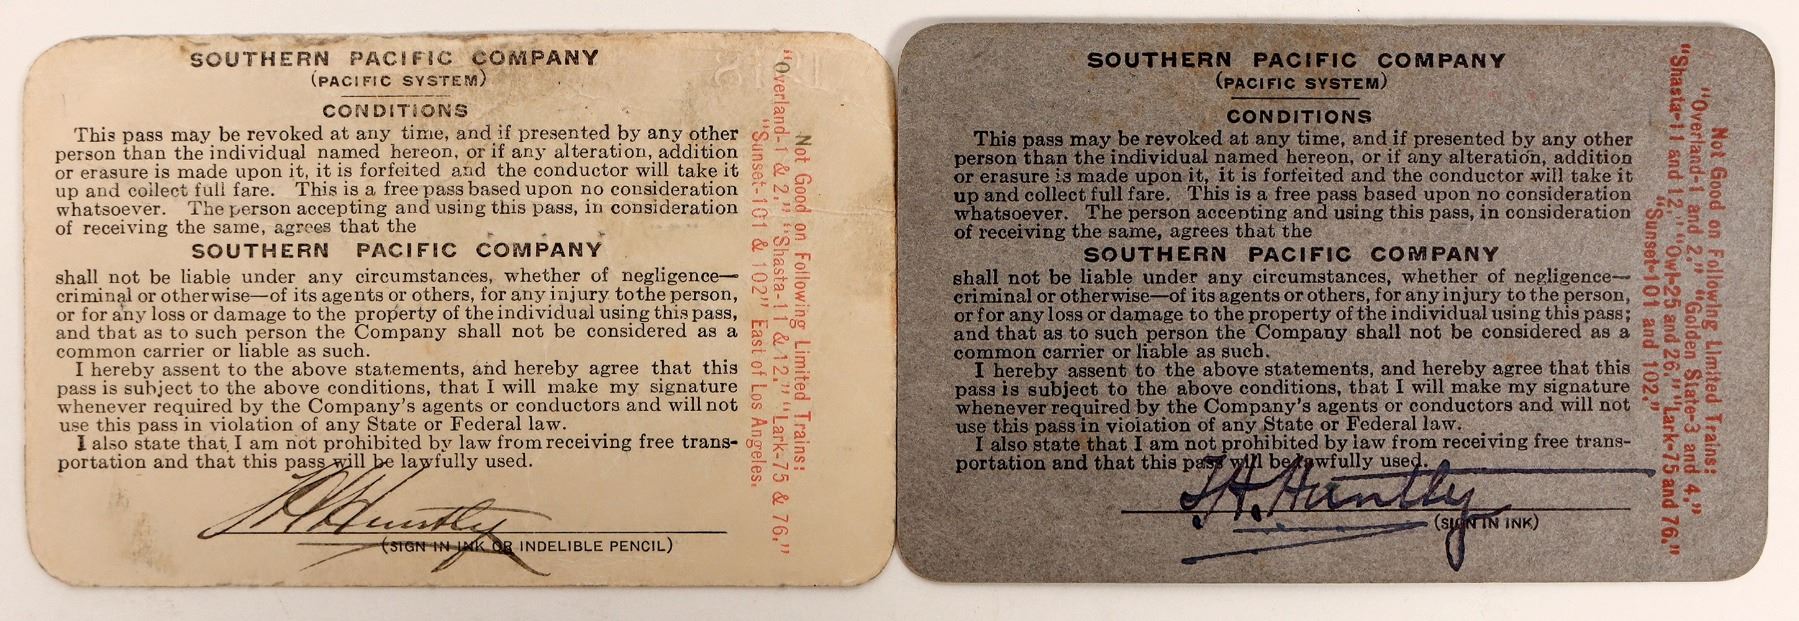 SOUTHERN PACIFIC COMPANY
(PACIFIC SYSTEM)
CONDITIONS
This pass may be revoked at any time, and if presented by any other
person than the individual named hereon, or if any alteration, addition
or erasure is made upon it, it is forfeited and the conductor will take it
up and collect full fare. This is a free pass based upon no consideration
whatsoever. The person accepting and using this pass, in consideration
of receiving the same, agrees that the
SOUTHERN PACIFIC COMPANY
shall not be liable under any circumstances, whether of negligence—
criminal or otherwise—of its agents or others, for any injury to the person,
or for any loss or damage to the property of the individual using this pass,
and that as to such person the Company shall not be considered as a
common carrier or liable as such.
I hereby assent to the above statements, and hereby agree that this
pass is subject to the above conditions, that I will make my signature
whenever required by the Company's agents or conductors and will not
use this pass in violation of any State or Federal law.
I also state that I am not prohibited by law from receiving free trans-
portation and that this pass will be lawfully used.
Huntly
(SIGN IN INK OR INDELIBLE PENCIL)
Not Good on Following Limited Trains:
"Overland-1 & 2," "Shasta-11 & 12," "Lark-75 & 76,"
"Sunset-101 & 102" East of Los Angeles.
SOUTHERN PACIFIC COMPANY
(PACIFIC SYSTEM)
CONDITIONS
This pass may be revoked at any time, and if presented by any other
person than the individual named hereon, or if any alteration, addition
or erasure is made upon it, it is forfeited and the conductor will take it
up and collect full fare. This is a free pass based upon no consideration
whatsoever. The person accepting and using this pass, in consideration
of receiving the same, agrees that the
SOUTHERN PACIFIC COMPANY
shall not be liable under any circumstances, whether of negligence—
criminal or otherwise—of its agents or others, for any injury to the person,
or for any loss or damage to the property of the individual using this pass;
and that as to such person the Company shall not be considered as a
common carrier or liable as such.
I hereby assent to the above statements, and hereby agree that this
pass is subject to the above conditions, that I will make my signature
whenever required by the Company's agents or conductors and will not
use this pass in violation of any State or Federal law.
I also state that I am not prohibited by law from receiving free trans-
portation and that this pass will be lawfully used.
Huntley
(SIGN IN INK)
Not Good on Following Limited Trains:
"Overland-1 and 2," "Golden State-3 and 4,"
"Shasta-11 and 12," "Owl-25 and 26," "Lark-75 and 76,"
"Sunset-101 and 102."